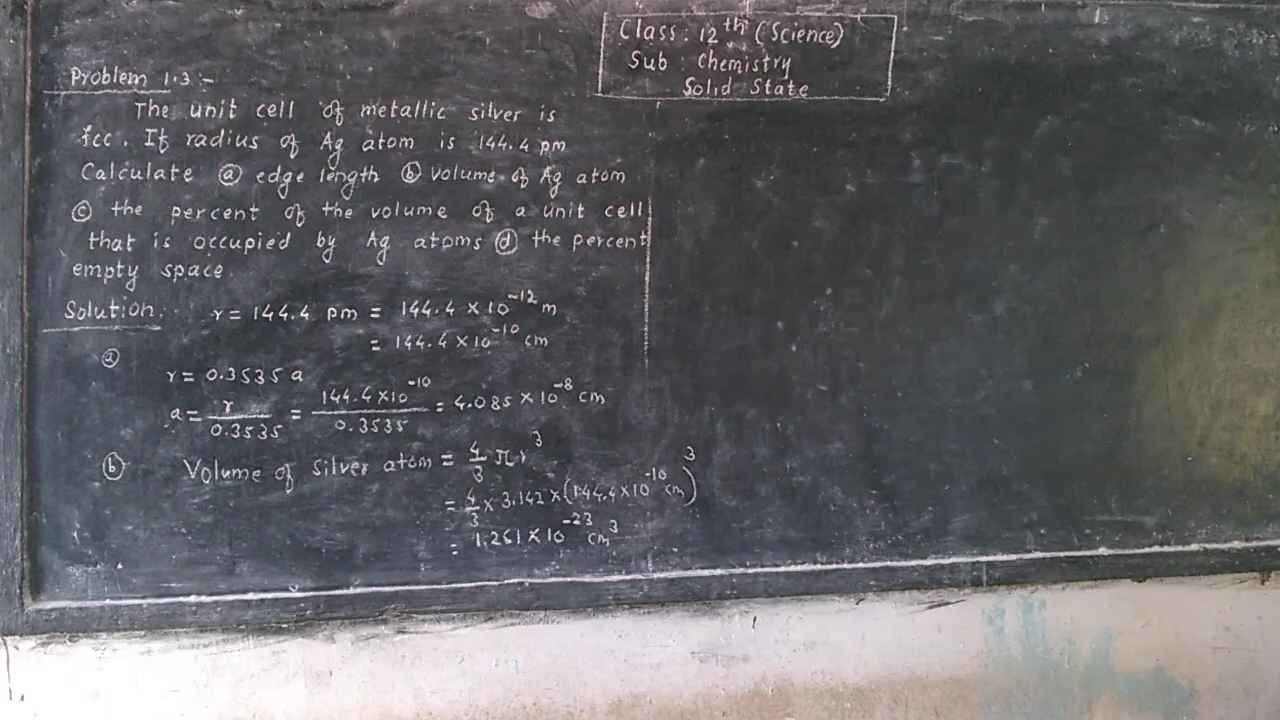 Class : 12th (Science)
Sub : Chemistry
Solid State
Problem 1.3 :-
The unit cell of metallic silver is
fcc. If radius of Ag atom is 144.4 pm
Calculate ⓐ edge length ⓑ volume of Ag atom
ⓒ the percent of the volume of a unit cell
that is occupied by Ag atoms ⓓ the percent
empty space.
Solution: r = 144.4 pm = 144.4 × 10⁻¹² m
= 144.4 × 10⁻¹⁰ cm
ⓐ
r = 0.3535 a
a = r/0.3535 = 144.4 × 10⁻¹⁰/0.3535 = 4.085 × 10⁻⁸ cm
ⓑ Volume of silver atom = 4/3 πr³
= 4/3 × 3.142 × (144.4 × 10⁻¹⁰ cm)³
= 1.261 × 10⁻²³ cm³